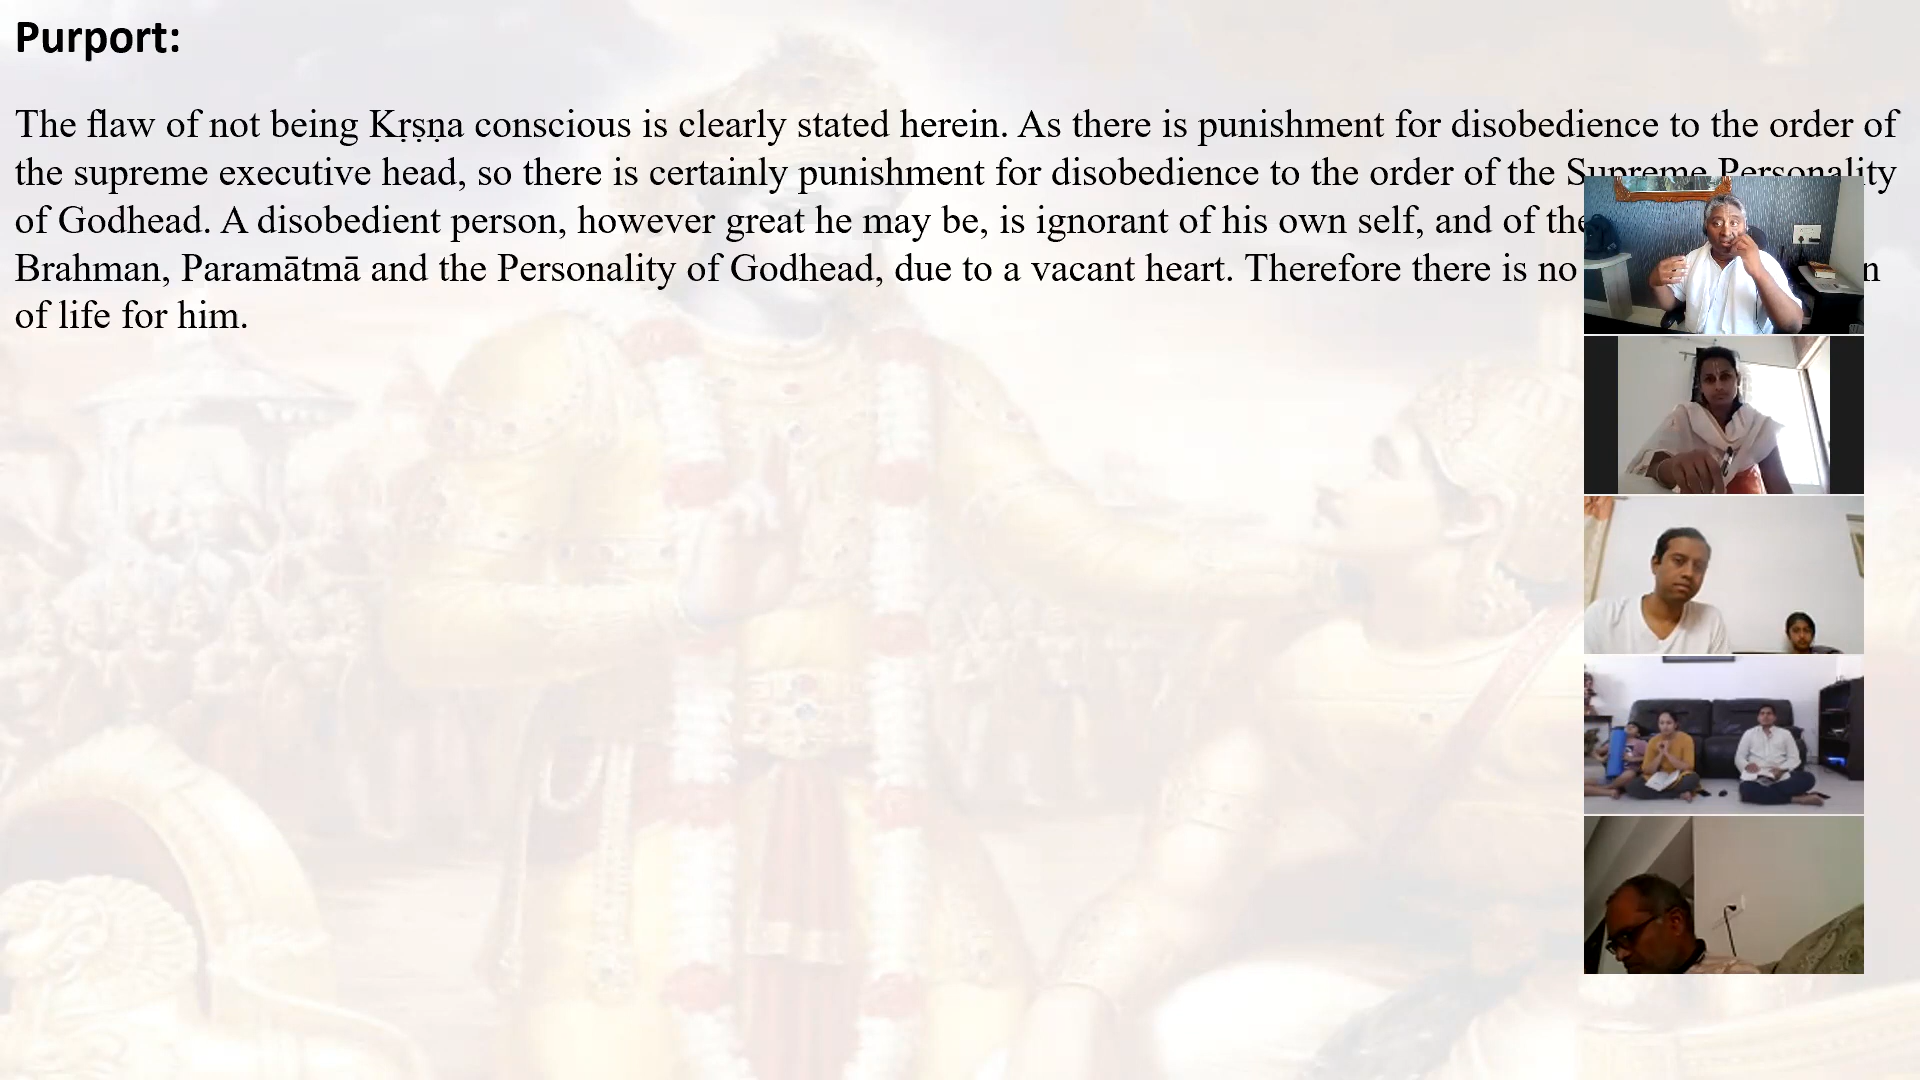 Purport:
The flaw of not being Kṛṣṇa conscious is clearly stated herein. As there is punishment for disobedience to the order of
the supreme executive head, so there is certainly punishment for disobedience to the order of the Supreme Personality
of Godhead. A disobedient person, however great he may be, is ignorant of his own self, and of the
Brahman, Paramātmā and the Personality of Godhead, due to a vacant heart. Therefore there is no
of life for him.